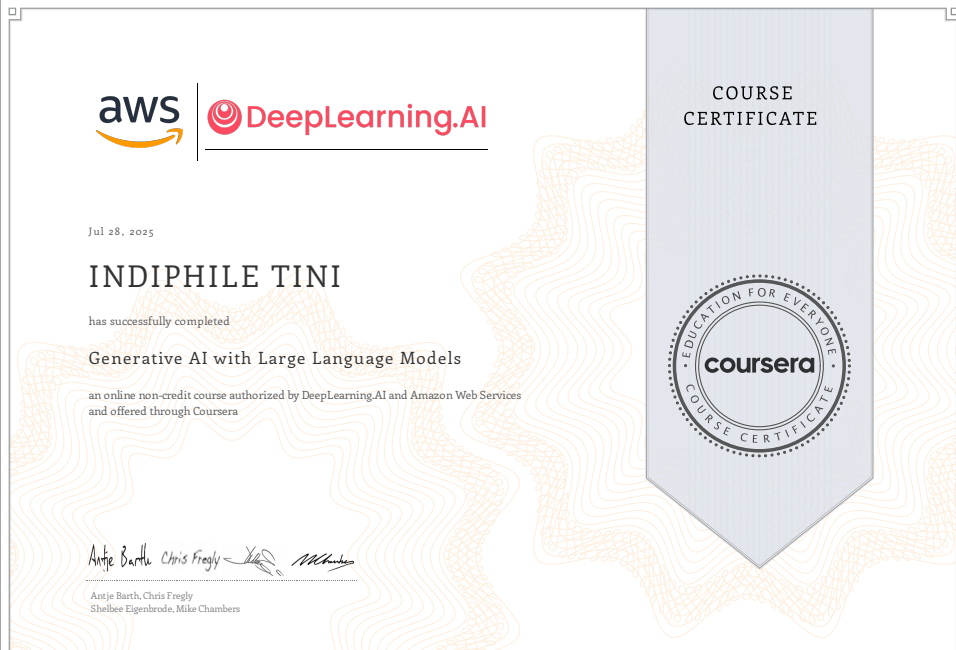 aws
DeepLearning.AI
COURSE
CERTIFICATE
Jul 28, 2025
INDIPHILE TINI
has successfully completed
Generative AI with Large Language Models
an online non-credit course authorized by DeepLearning.AI and Amazon Web Services
and offered through Coursera
EDUCATION FOR EVERYONE
coursera
COURSE CERTIFICATE
Antje Barth Chris Fregly
Antje Barth, Chris Fregly
Shelbee Eigenbrode, Mike Chambers